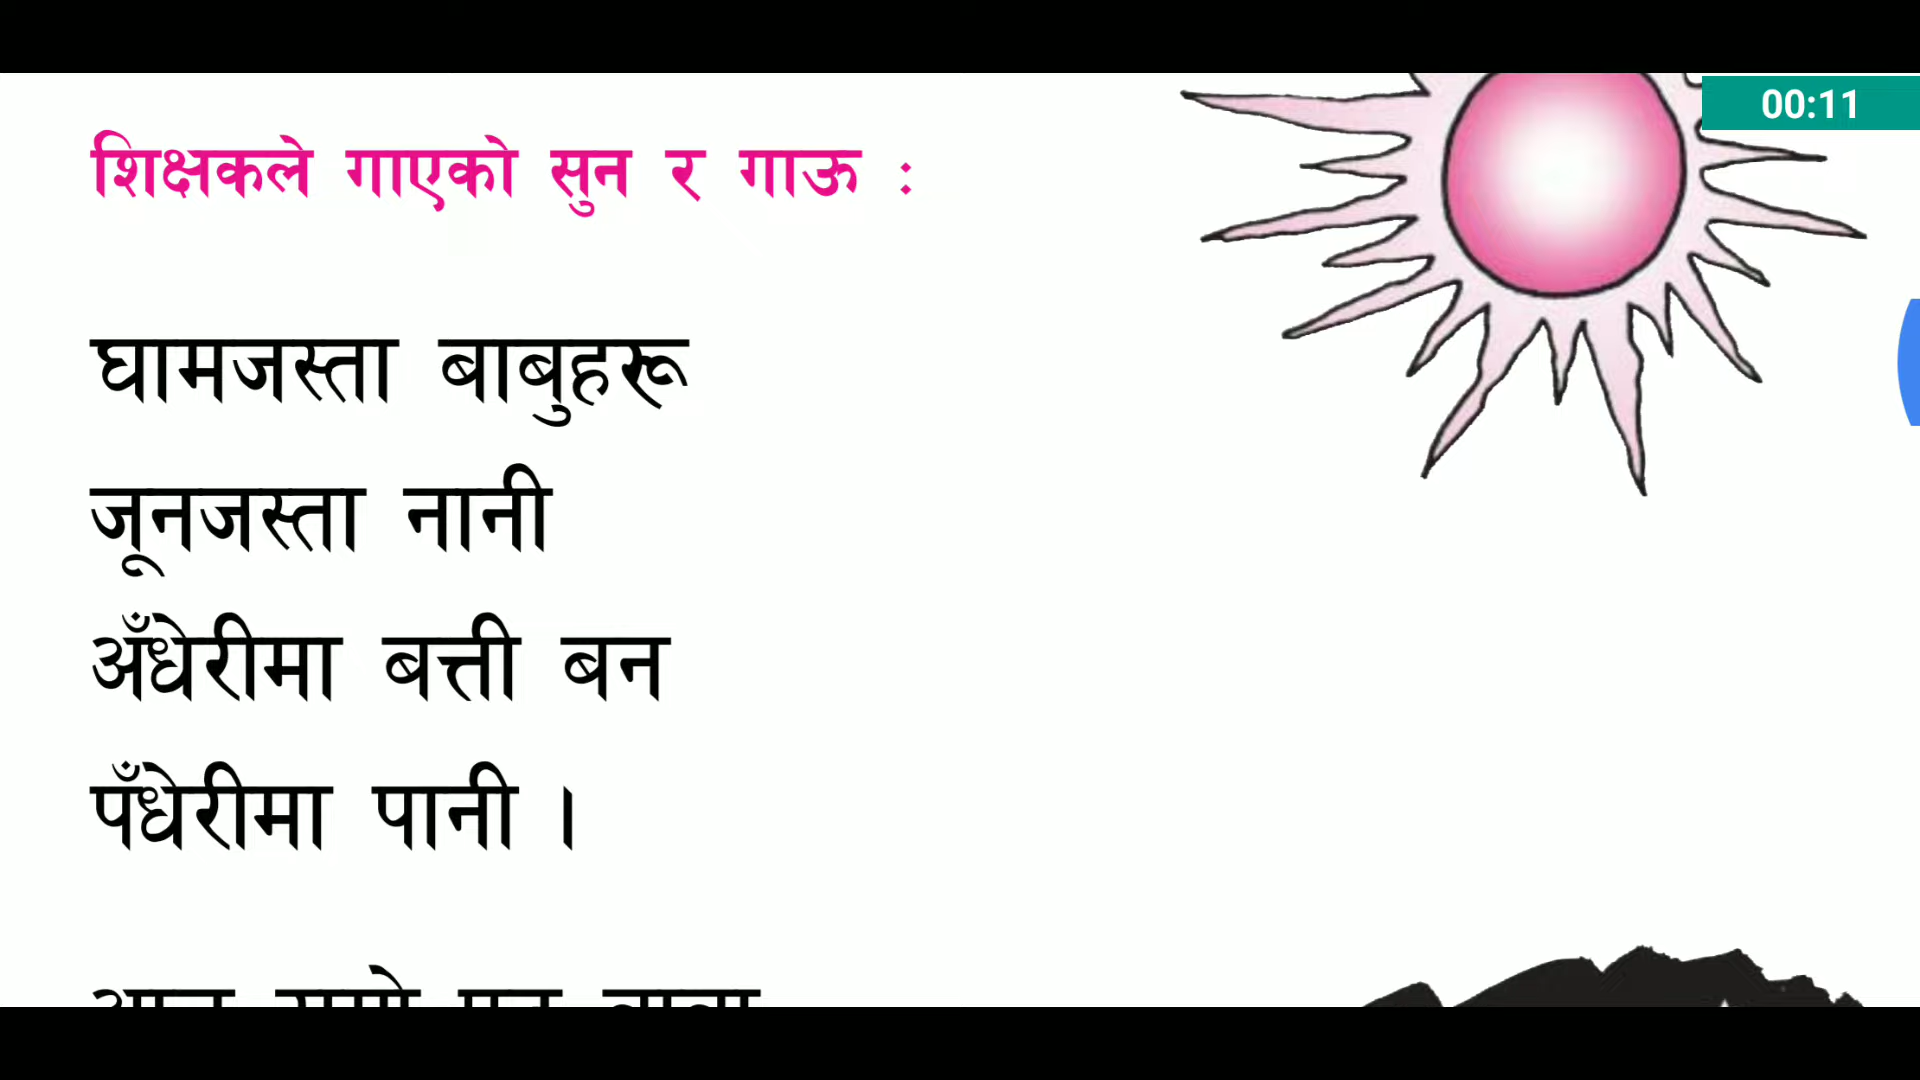 00:11
शिक्षकले गाएको सुन र गाऊ :
घामजस्ता बाबुहरू
जूनजस्ता नानी
अँधेरीमा बत्ती बन
पँधेरीमा पानी ।